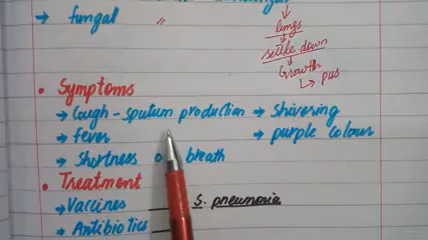 → fungal "
→ lungs
→ settle down
→ Growth
↳ pus
• Symptoms
→ Cough - sputum production → Shivering
→ fever → purple colour
→ Shortness breath
• Treatment
→ Vaccines — S. pneumonia
→ Antibiotics —